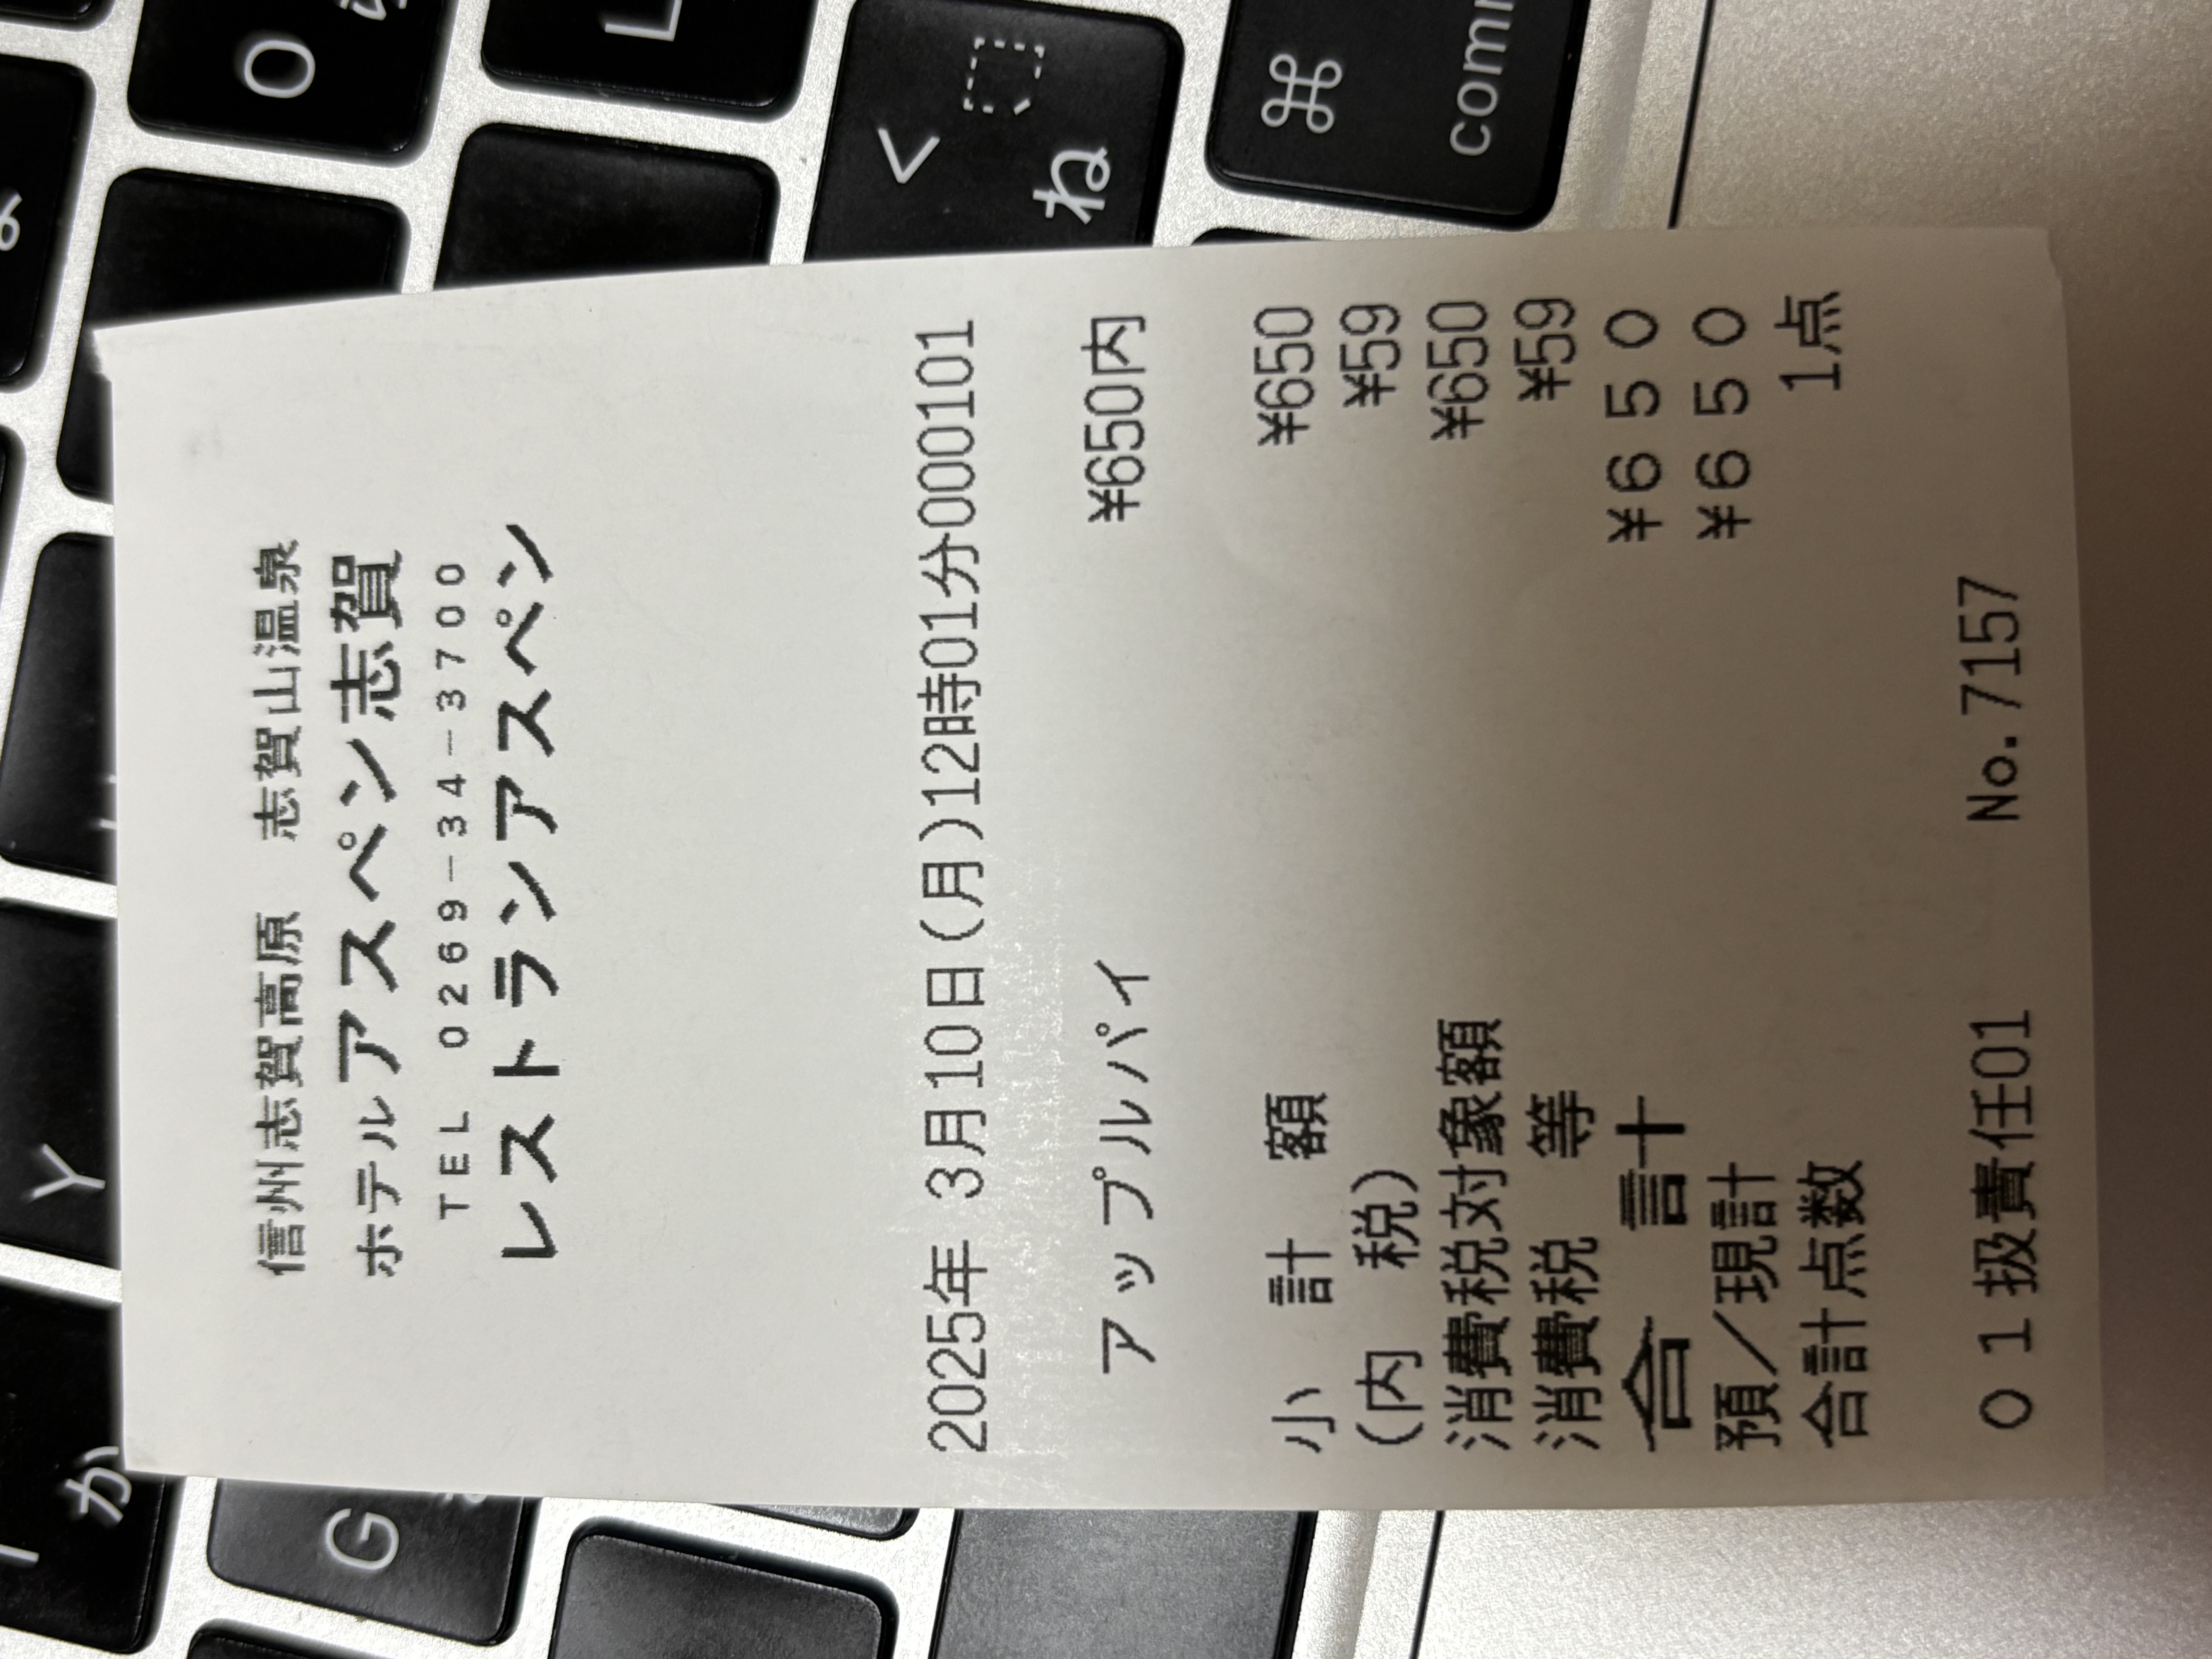 か
Y
G
O
L
く
ね
⌘
信州志賀高原　志賀山温泉
ホテルアスペン志賀
TEL　0269-34-3700
レストランアスペン
2025年 3月10日(月)12時01分000101
アップルパイ ¥650内
小　計　額 ¥650
(内　税) ¥59
消費税対象額 ¥650
消費税　等 ¥59
合　計 ¥650
預／現計 ¥650
合計点数 1点
01扱責任01 No.7157